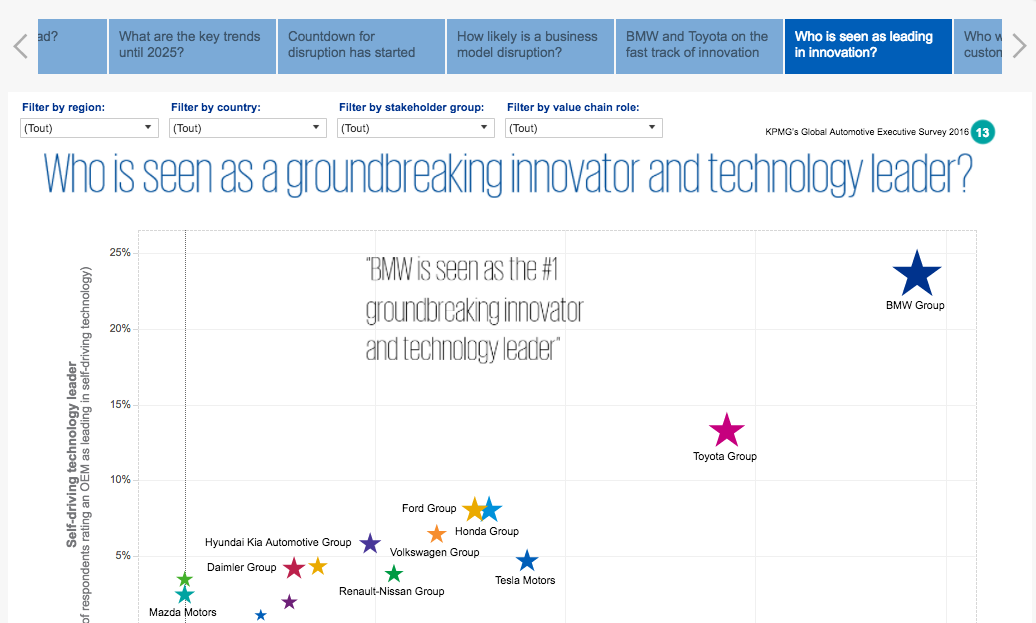 ad?
What are the key trends
until 2025?
Countdown for
disruption has started
How likely is a business
model disruption?
BMW and Toyota on the
fast track of innovation
Who is seen as leading
in innovation?
Who w
custon
Filter by region:
(Tout)
Filter by country:
(Tout)
Filter by stakeholder group:
(Tout)
Filter by value chain role:
(Tout)
KPMG's Global Automotive Executive Survey 2016 13
Who is seen as a groundbreaking innovator and technology leader?
"BMW is seen as the #1
groundbreaking innovator
and technology leader"
Self-driving technology leader
of respondents rating an OEM as leading in self-driving technology)
25%
20%
15%
10%
5%
BMW Group
Toyota Group
Ford Group
Honda Group
Hyundai Kia Automotive Group
Volkswagen Group
Daimler Group
Tesla Motors
Renault-Nissan Group
Mazda Motors